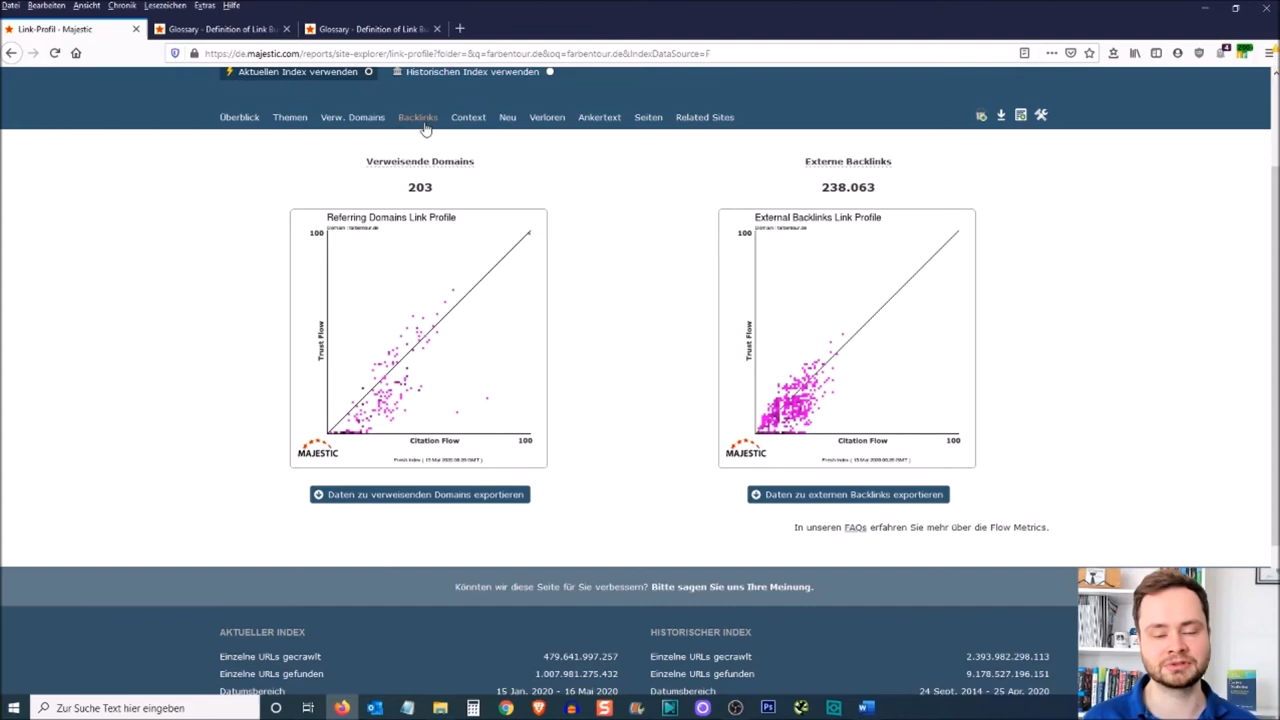 Datei Bearbeiten Ansicht Chronik Lesezeichen Extras Hilfe
Link-Profil - Majestic
Glossary - Definition of Link Bu
Glossary - Definition of Link Bu
https://de.majestic.com/reports/site-explorer/link-profile?folder=&q=farbentour.de&oq=farbentour.de&IndexDataSource=F
Aktuellen Index verwenden
Historischen Index verwenden
Überblick Themen Verw. Domains Backlinks Context Neu Verloren Ankertext Seiten Related Sites
Verweisende Domains
203
Referring Domains Link Profile
Domain : farbentour.de
100
Trust Flow
Citation Flow
100
MAJESTIC
Daten zu verweisenden Domains exportieren
Externe Backlinks
238.063
External Backlinks Link Profile
Domain : farbentour.de
100
Trust Flow
Citation Flow
100
MAJESTIC
Daten zu externen Backlinks exportieren
In unseren FAQs erfahren Sie mehr über die Flow Metrics.
Könnten wir diese Seite für Sie verbessern? Bitte sagen Sie uns Ihre Meinung.
AKTUELLER INDEX
Einzelne URLs gecrawlt 479.641.997.257
Einzelne URLs gefunden 1.007.981.275.432
Datumsbereich 15 Jan. 2020 - 16 Mai 2020
HISTORISCHER INDEX
Einzelne URLs gecrawlt 2.393.982.298.113
Einzelne URLs gefunden 9.178.527.196.151
Datumsbereich 24 Sept. 2014 - 25 Apr. 2020
Zur Suche Text hier eingeben